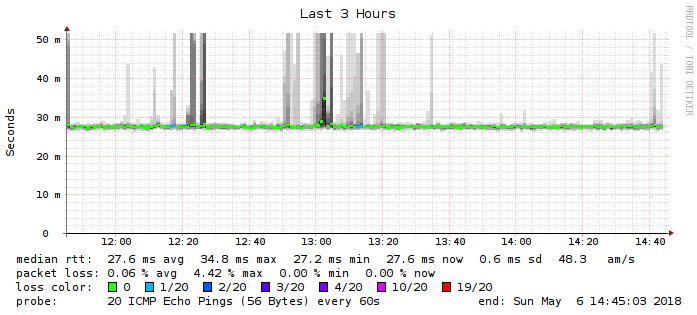 Last 3 Hours
RRDTOOL / TOBI OETIKER
Seconds
50 m
40 m
30 m
20 m
10 m
0
12:00 12:20 12:40 13:00 13:20 13:40 14:00 14:20 14:40
median rtt: 27.6 ms avg 34.8 ms max 27.2 ms min 27.6 ms now 0.6 ms sd 48.3 am/s
packet loss: 0.06 % avg 4.42 % max 0.00 % min 0.00 % now
loss color: 0 1/20 2/20 3/20 4/20 10/20 19/20
probe: 20 ICMP Echo Pings (56 Bytes) every 60s end: Sun May 6 14:45:03 2018